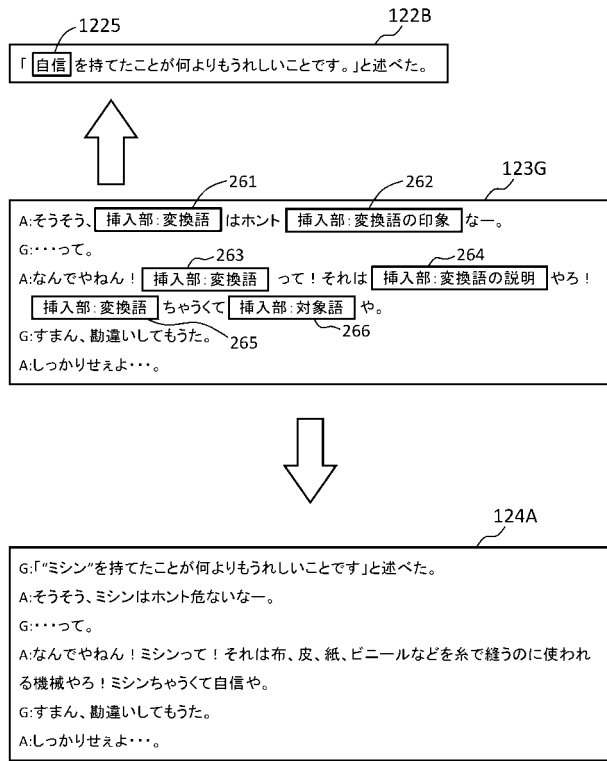 122B
1225
「自信を持てたことが何よりもうれしいことです。」と述べた。
123G
261
262
A:そうそう、挿入部:変換語はホント挿入部:変換語の印象なー。
G:・・・って。
263
264
A:なんでやねん!挿入部:変換語って!それは挿入部:変換語の説明やろ!
挿入部:変換語ちゃうくて挿入部:対象語や。
265
266
G:すまん、勘違いしてもうた。
A:しっかりせぇよ・・・。
124A
G:「“ミシン”を持てたことが何よりもうれしいことです」と述べた。
A:そうそう、ミシンはホント危ないなー。
G:・・・って。
A:なんでやねん!ミシンって!それは布、皮、紙、ビニールなどを糸で縫うのに使われ
る機械やろ!ミシンちゃうくて自信や。
G:すまん、勘違いしてもうた。
A:しっかりせぇよ・・・。